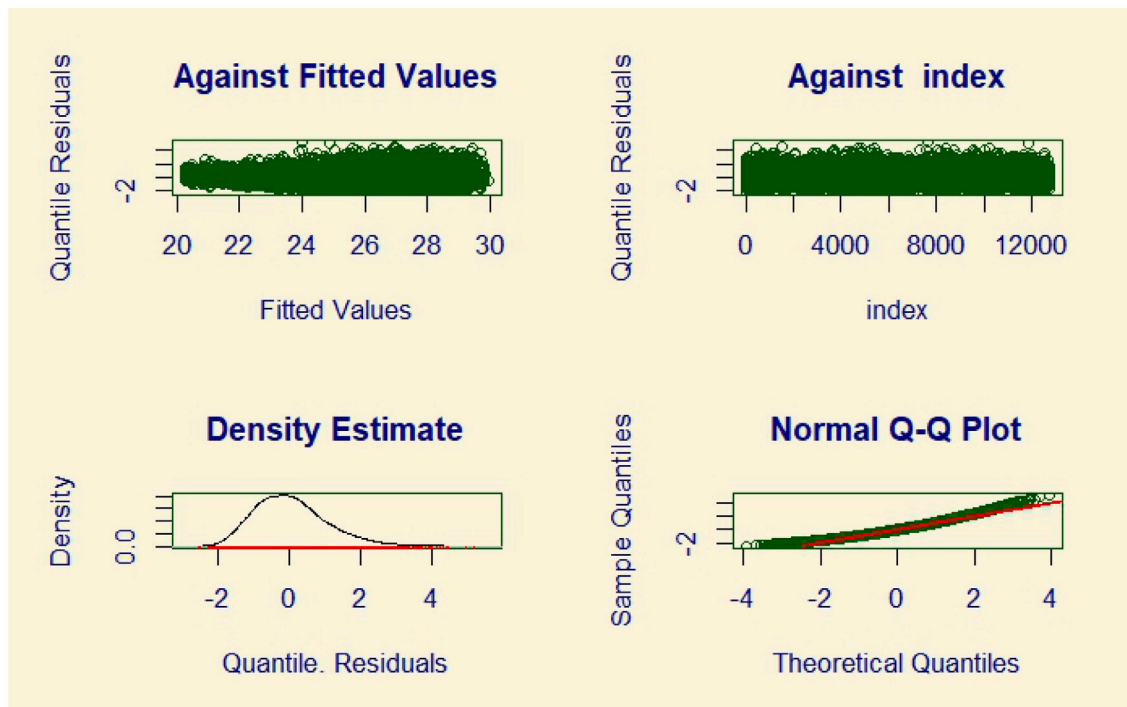 Against Fitted Values
Quantile Residuals
-2
20 22 24 26 28 30
Fitted Values
Against  index
Quantile Residuals
-2
0 4000 8000 12000
index
Density Estimate
Density
0.0
-2 0 2 4
Quantile. Residuals
Normal Q-Q Plot
Sample Quantiles
-2
-4 -2 0 2 4
Theoretical Quantiles